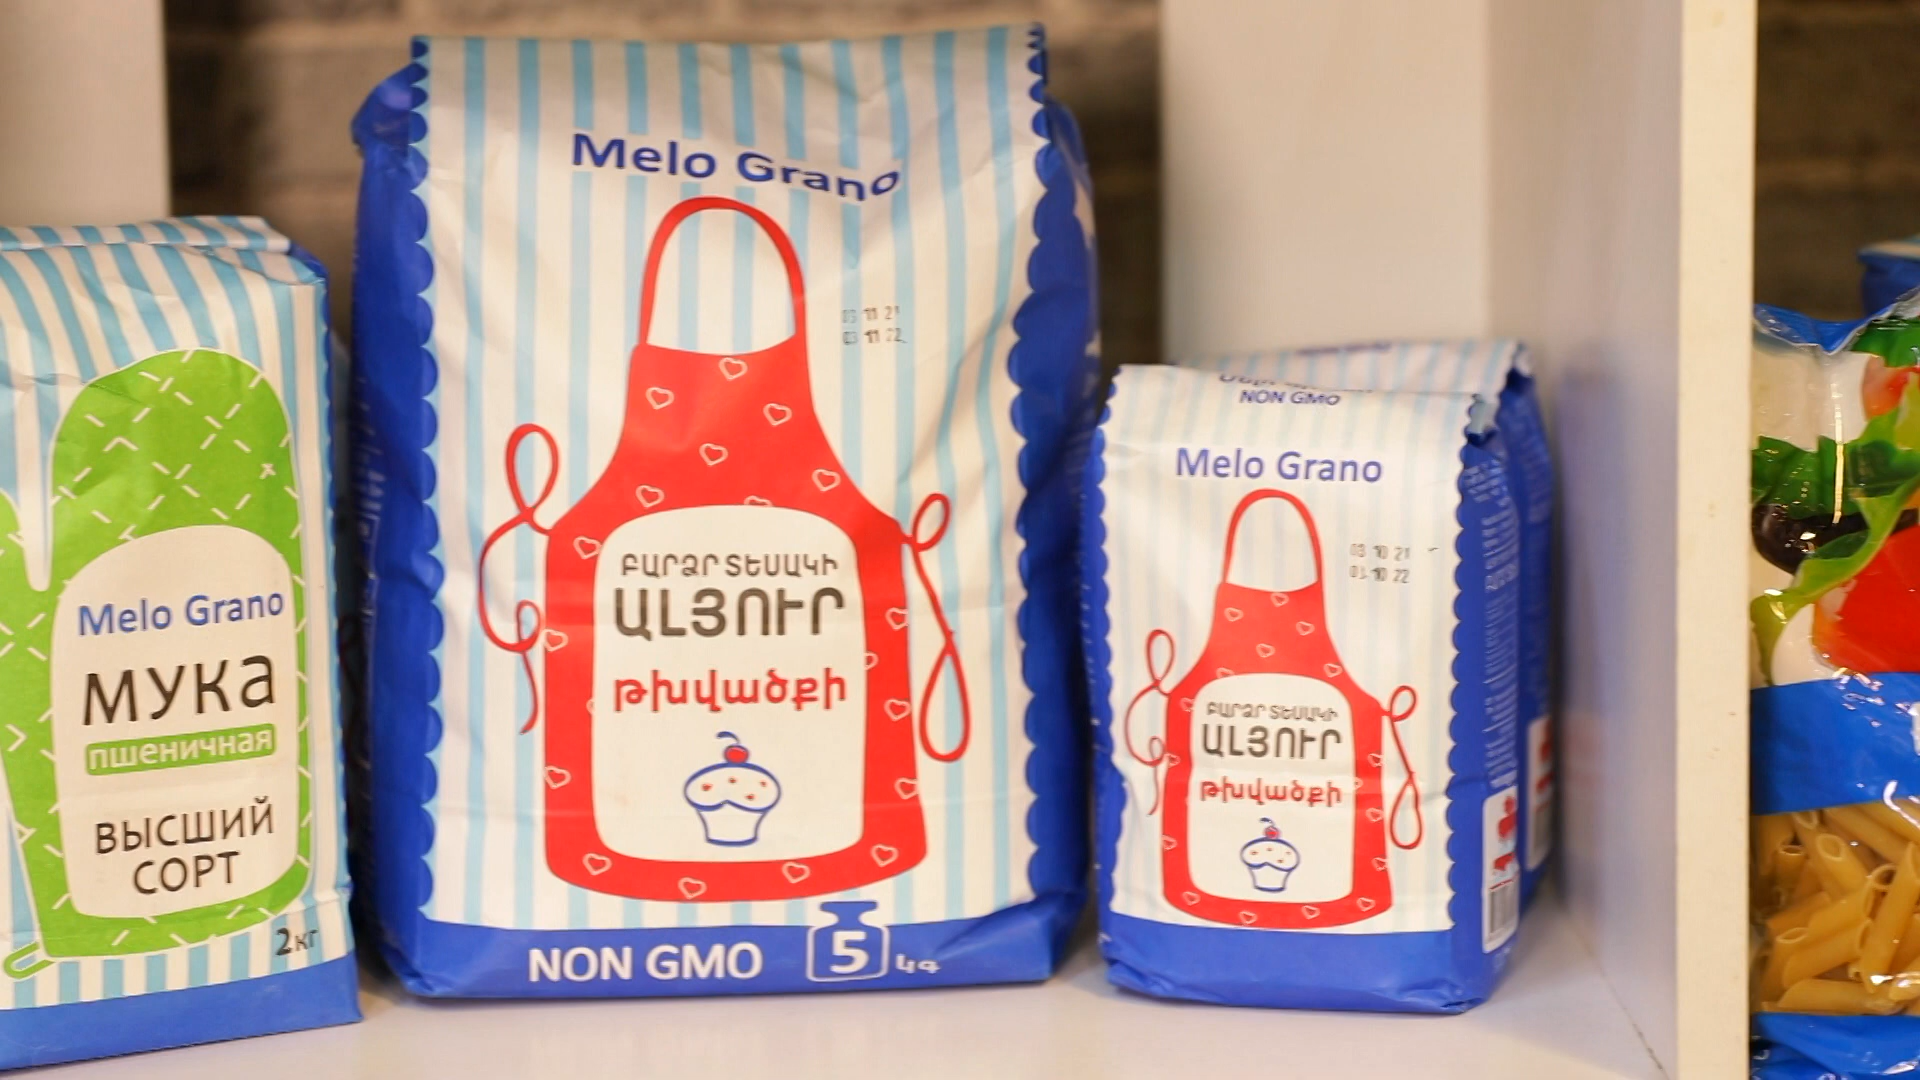 Melo Grano
мука
пшеничная
ВЫСШИЙ
СОРТ
2кг
Melo Grano
03 11 21
03 11 22
ԲԱՐՁՐ ՏԵՍԱԿԻ
ԱԼՅՈՒՐ
թխվածքի
NON GMO
5 կգ
NON GMO
Melo Grano
03 10 21
03 10 22
ԲԱՐՁՐ ՏԵՍԱԿԻ
ԱԼՅՈՒՐ
թխվածքի